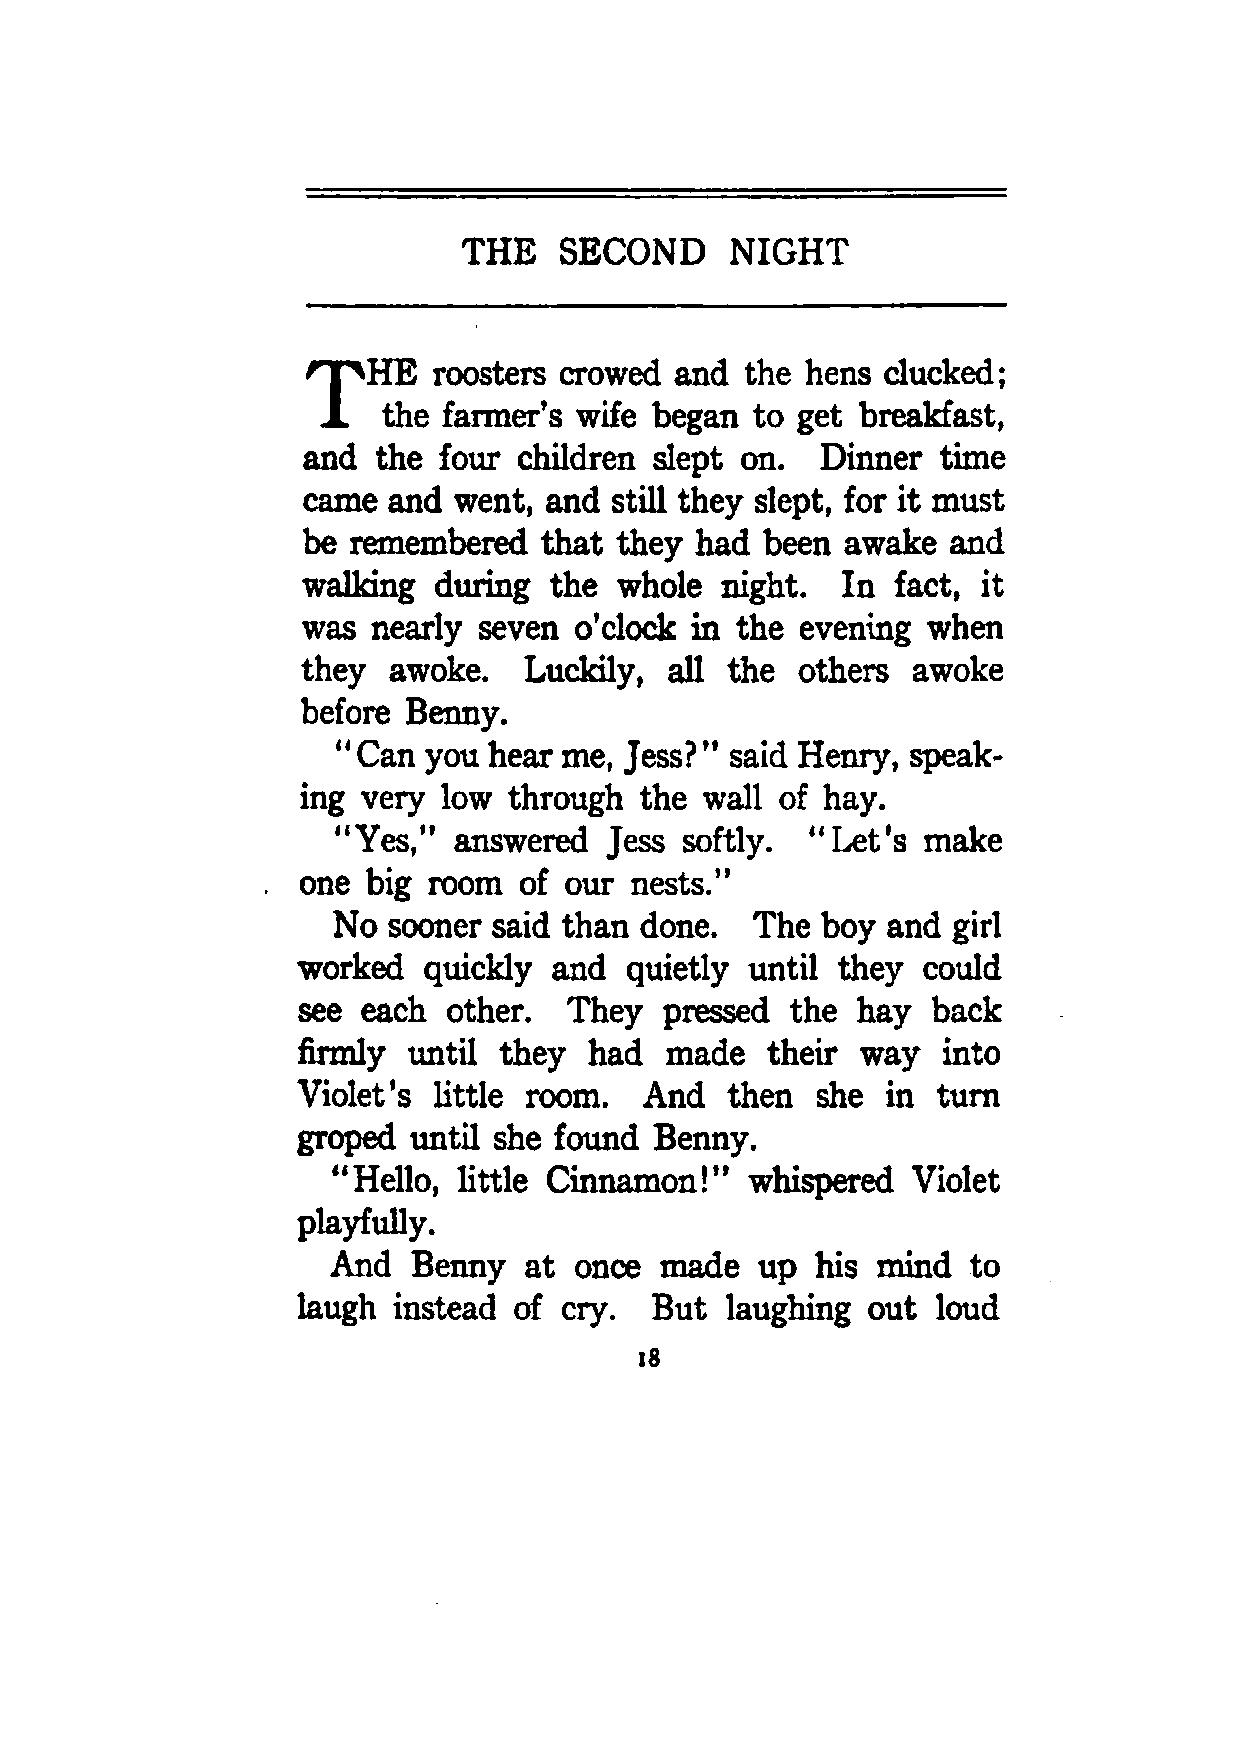 THE SECOND NIGHT
THE roosters crowed and the hens clucked;
the farmer's wife began to get breakfast,
and the four children slept on. Dinner time
came and went, and still they slept, for it must
be remembered that they had been awake and
walking during the whole night. In fact, it
was nearly seven o'clock in the evening when
they awoke. Luckily, all the others awoke
before Benny.
"Can you hear me, Jess?" said Henry, speak-
ing very low through the wall of hay.
"Yes," answered Jess softly. "Let's make
one big room of our nests."
No sooner said than done. The boy and girl
worked quickly and quietly until they could
see each other. They pressed the hay back
firmly until they had made their way into
Violet's little room. And then she in turn
groped until she found Benny.
"Hello, little Cinnamon!" whispered Violet
playfully.
And Benny at once made up his mind to
laugh instead of cry. But laughing out loud
18